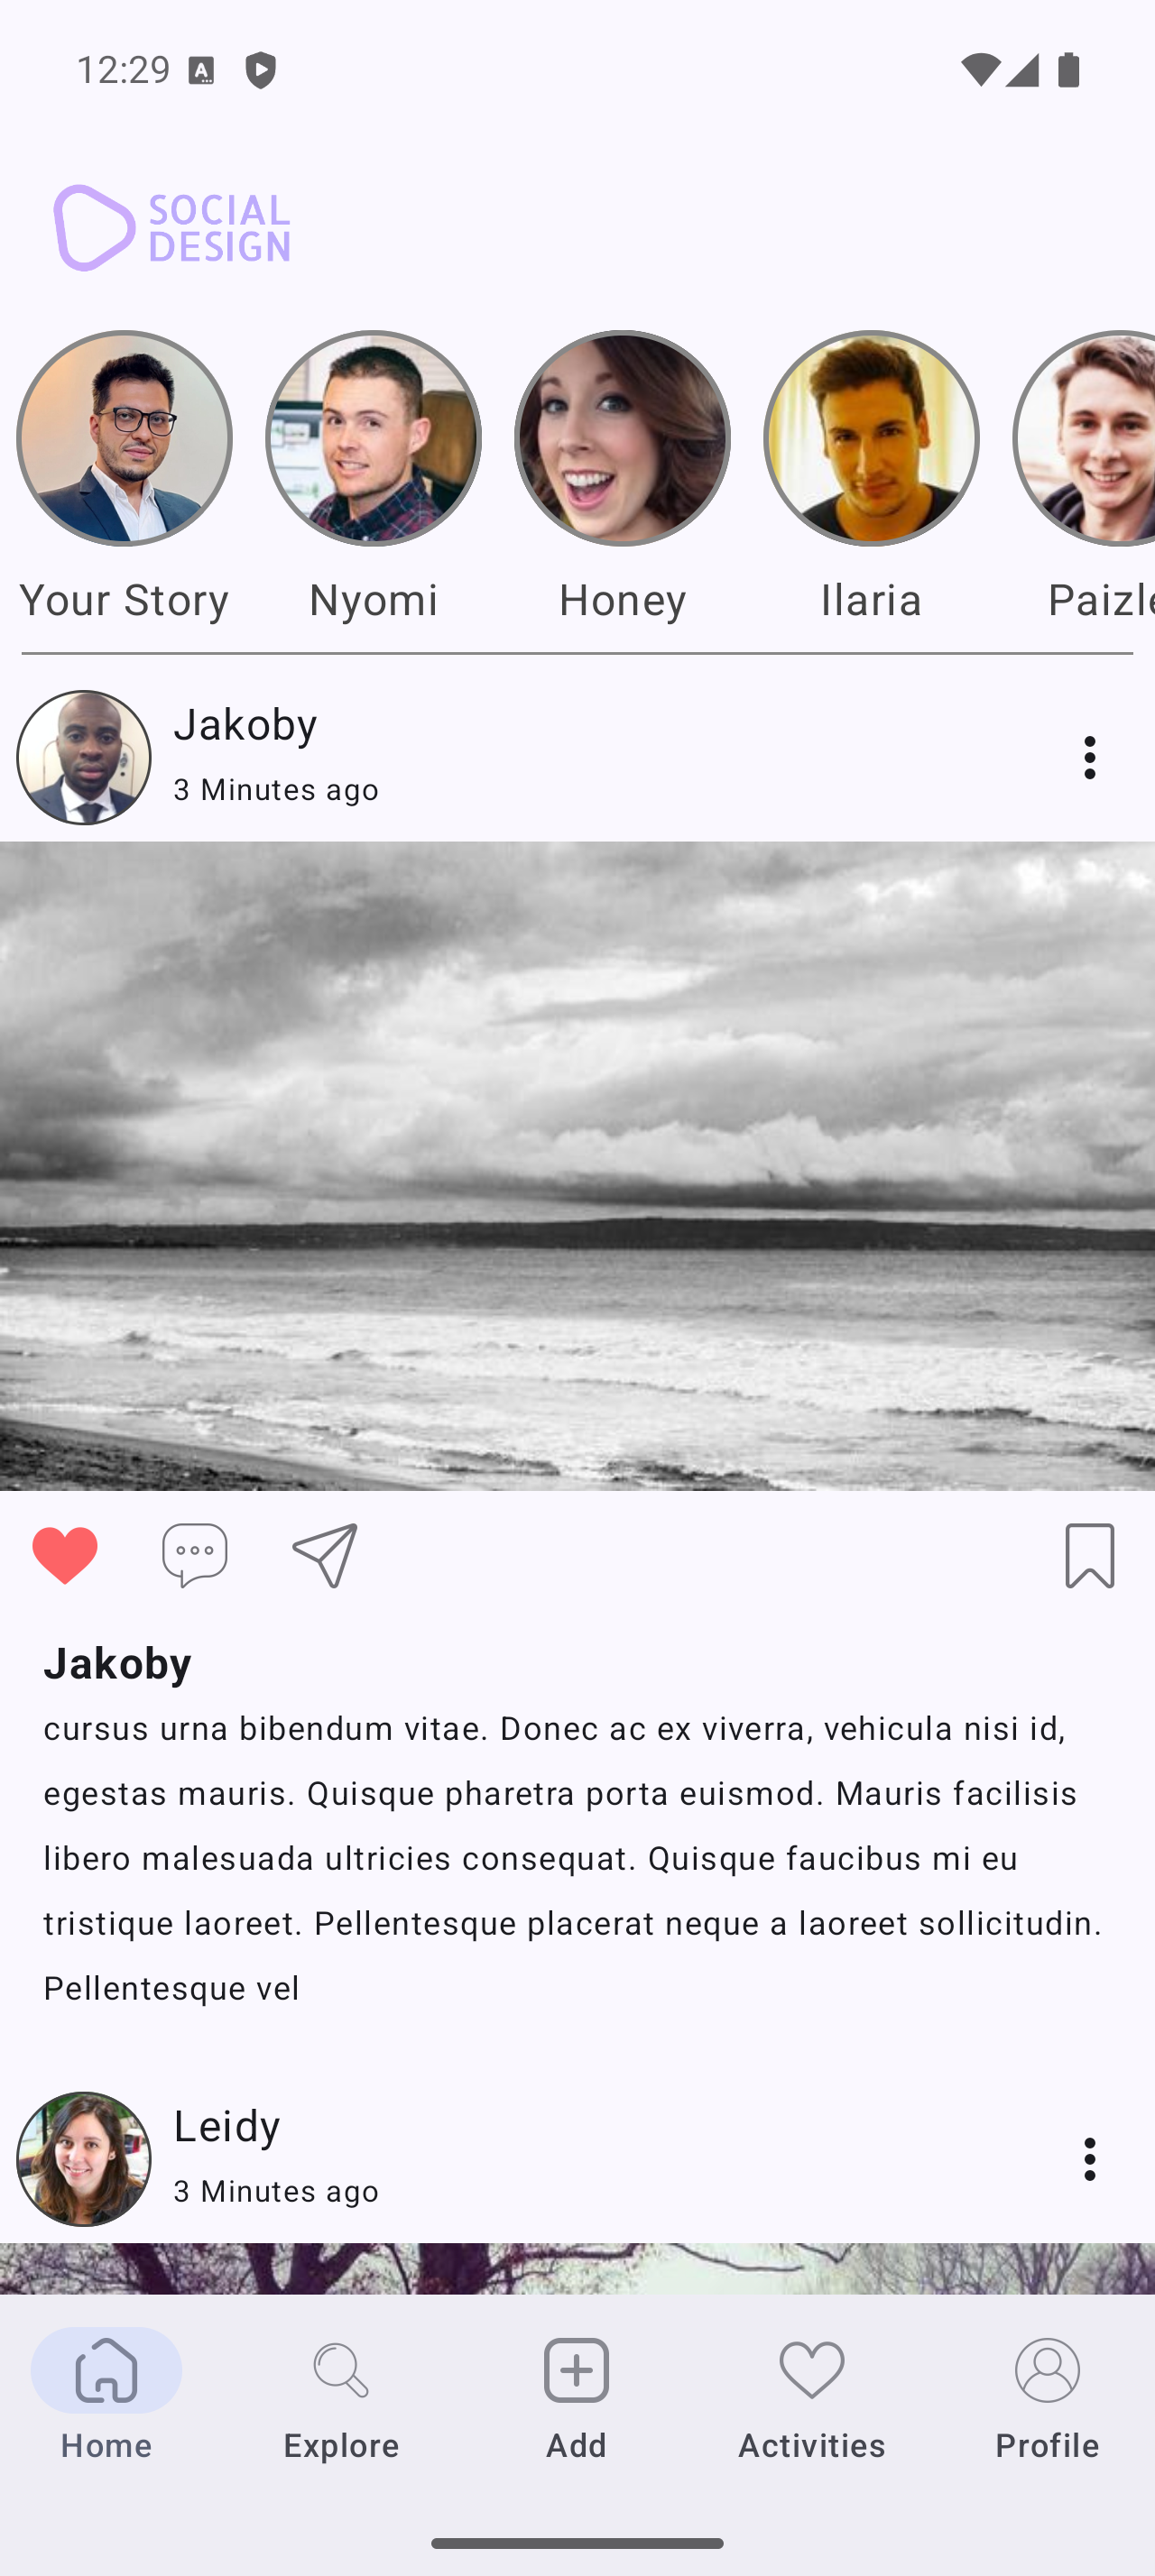 12:29
SOCIAL
DESIGN
Your Story
Nyomi
Honey
Ilaria
Jakoby
3 Minutes ago
Jakoby
cursus urna bibendum vitae. Donec ac ex viverra, vehicula nisi id,
egestas mauris. Quisque pharetra porta euismod. Mauris facilisis
libero malesuada ultricies consequat. Quisque faucibus mi eu
tristique laoreet. Pellentesque placerat neque a laoreet sollicitudin.
Pellentesque vel
Leidy
3 Minutes ago
Home
Explore
Add
Activities
Profile